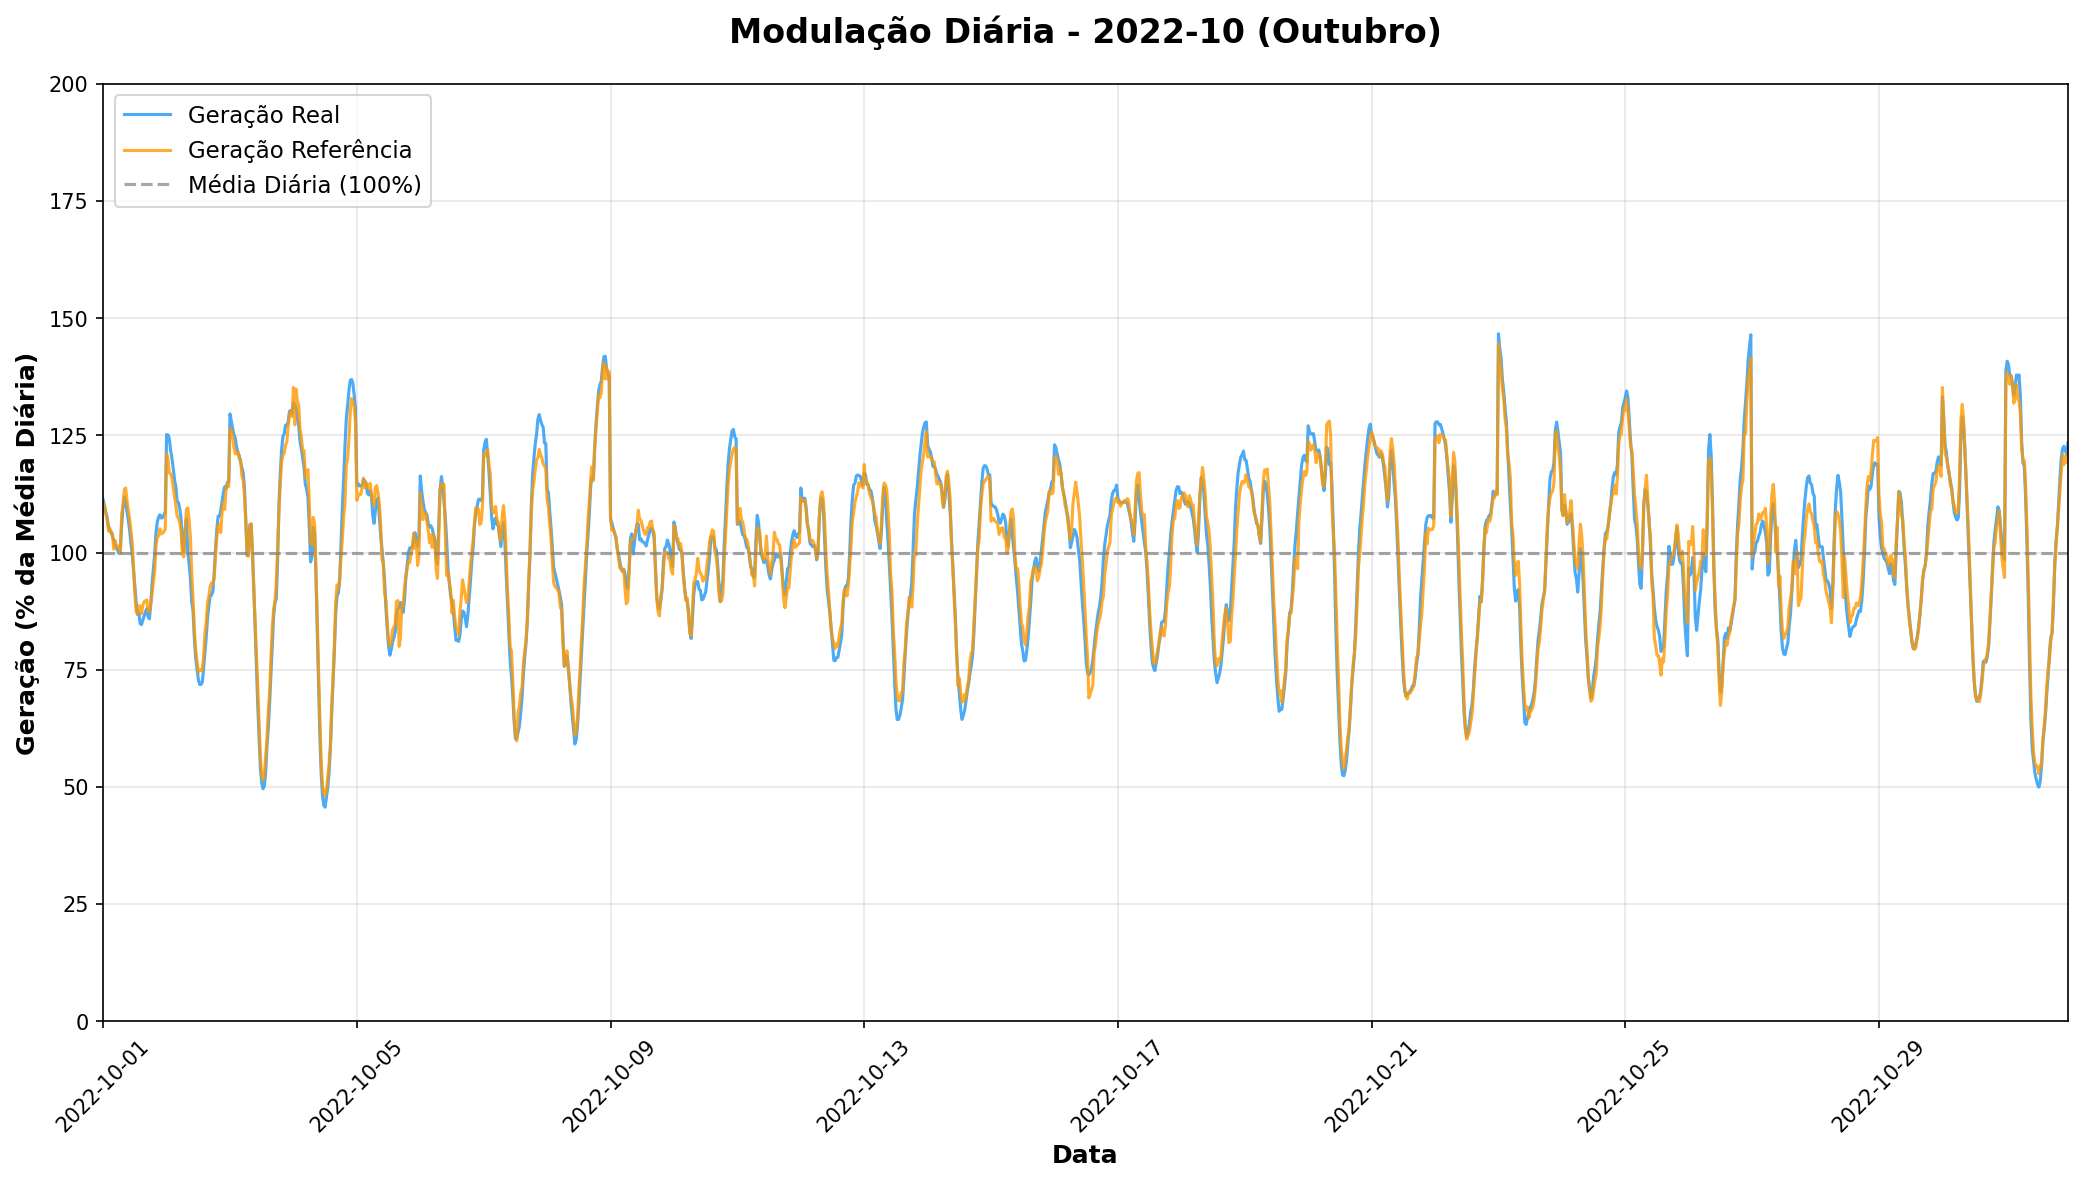 Modulação Diária - 2022-10 (Outubro)
Geração Real
Geração Referência
Média Diária (100%)
Geração (% da Média Diária)
200
175
150
125
100
75
50
25
0
2022-10-01
2022-10-05
2022-10-09
2022-10-13
2022-10-17
2022-10-21
2022-10-25
2022-10-29
Data